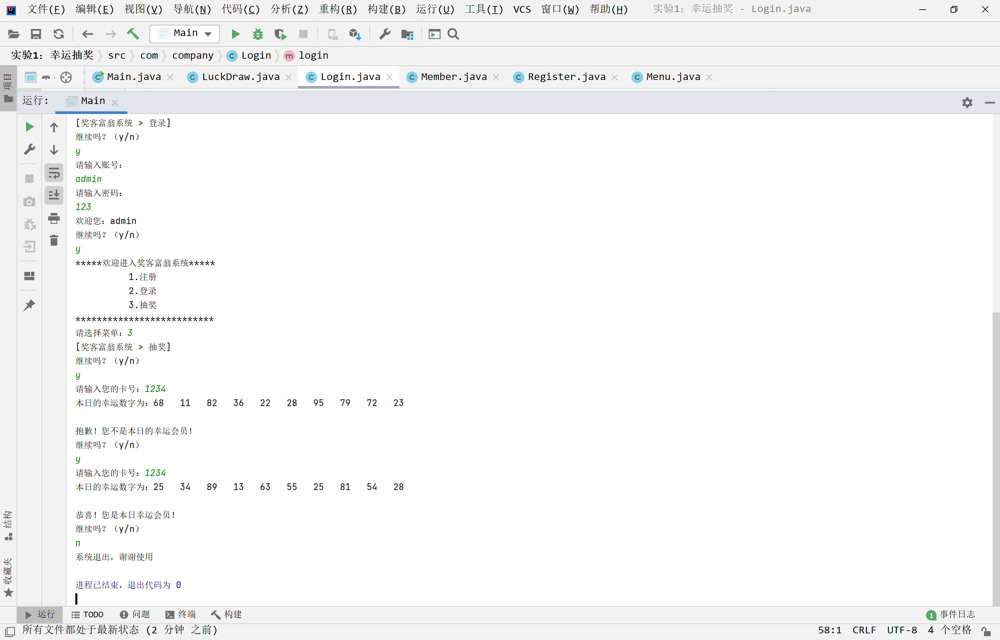 文件(F) 编辑(E) 视图(V) 导航(N) 代码(C) 分析(Z) 重构(R) 构建(B) 运行(U) 工具(T) VCS 窗口(W) 帮助(H) 实验1：幸运抽奖 - Login.java
Main
实验1：幸运抽奖 src com company Login login
项目
Main.java LuckDraw.java Login.java Member.java Register.java Menu.java
运行: Main
[奖客富翁系统 > 登录]
继续吗？（y/n）
y
请输入账号：
admin
请输入密码：
123
欢迎您：admin
继续吗？（y/n）
y
*****欢迎进入奖客富翁系统*****
1.注册
2.登录
3.抽奖
**************************
请选择菜单：3
[奖客富翁系统 > 抽奖]
继续吗？（y/n）
y
请输入您的卡号：1234
本日的幸运数字为：68 11 82 36 22 28 95 79 72 23
抱歉！您不是本日的幸运会员！
继续吗？（y/n）
y
请输入您的卡号：1234
本日的幸运数字为：25 34 89 13 63 55 25 81 54 28
恭喜！您是本日幸运会员！
继续吗？（y/n）
n
系统退出，谢谢使用
进程已结束，退出代码为 0
结构
收藏夹
运行 TODO 问题 终端 构建 1 事件日志
所有文件都处于最新状态 (2 分钟 之前) 58:1 CRLF UTF-8 4 个空格